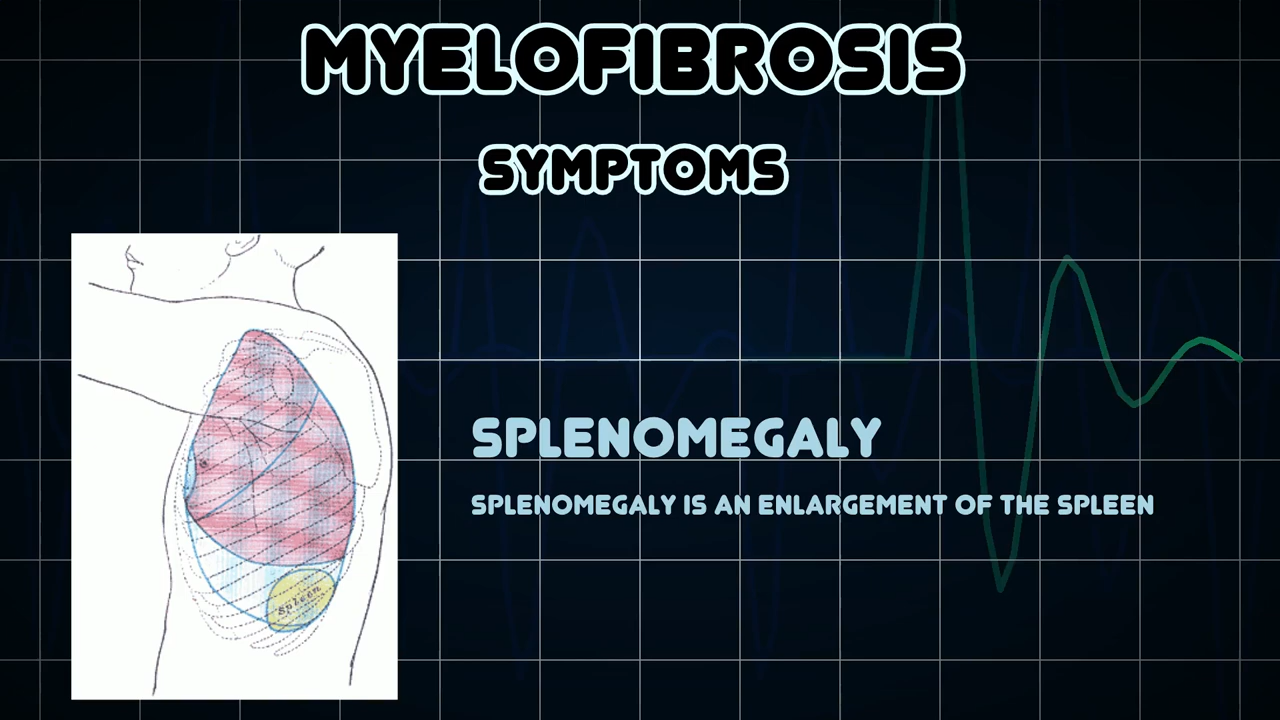 MYELOFIBROSIS
SYMPTOMS
SPLENOMEGALY
SPLENOMEGALY IS AN ENLARGEMENT OF THE SPLEEN
Spleen